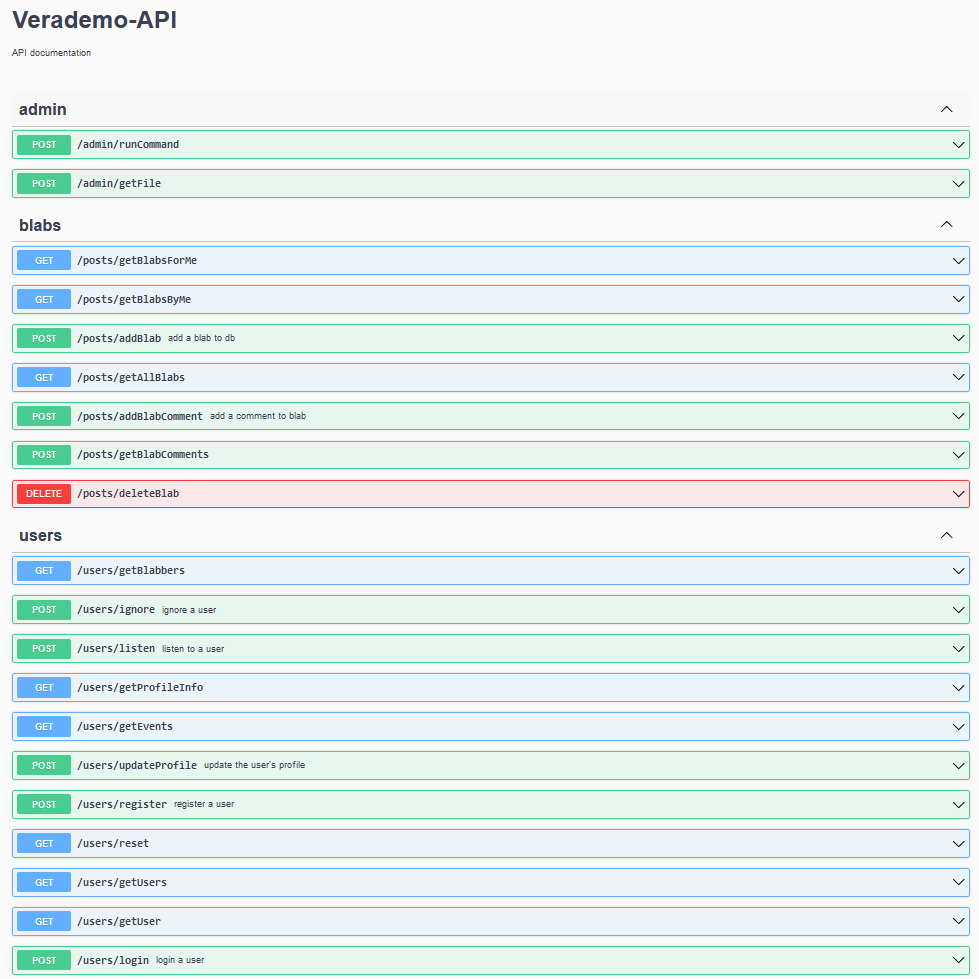 Verademo-API
API documentation
admin
POST /admin/runCommand
POST /admin/getFile
blabs
GET /posts/getBlabsForMe
GET /posts/getBlabsByMe
POST /posts/addBlab add a blab to db
GET /posts/getAllBlabs
POST /posts/addBlabComment add a comment to blab
POST /posts/getBlabComments
DELETE /posts/deleteBlab
users
GET /users/getBlabbers
POST /users/ignore ignore a user
POST /users/listen listen to a user
GET /users/getProfileInfo
GET /users/getEvents
POST /users/updateProfile update the user's profile
POST /users/register register a user
GET /users/reset
GET /users/getUsers
GET /users/getUser
POST /users/login login a user